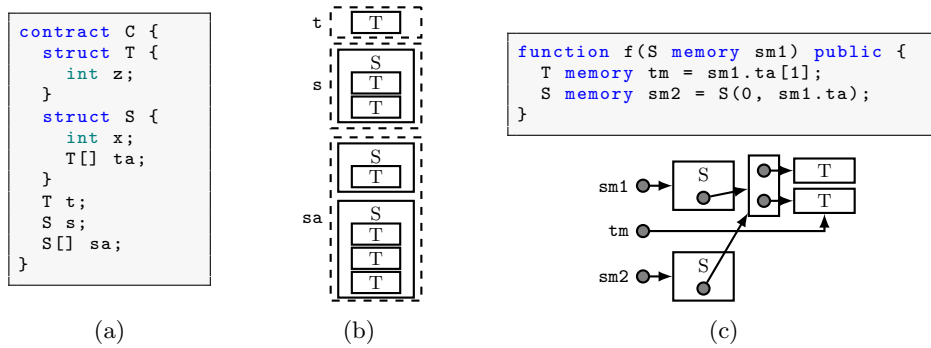 contract C {
struct T {
int z;
}
struct S {
int x;
T[] ta;
}
T t;
S s;
S[] sa;
}
(a)
t
T
s
S
T
T
sa
S
T
S
T
T
T
(b)
function f(S memory sm1) public {
T memory tm = sm1.ta[1];
S memory sm2 = S(0, sm1.ta);
}
sm1
S
T
T
tm
sm2
S
(c)